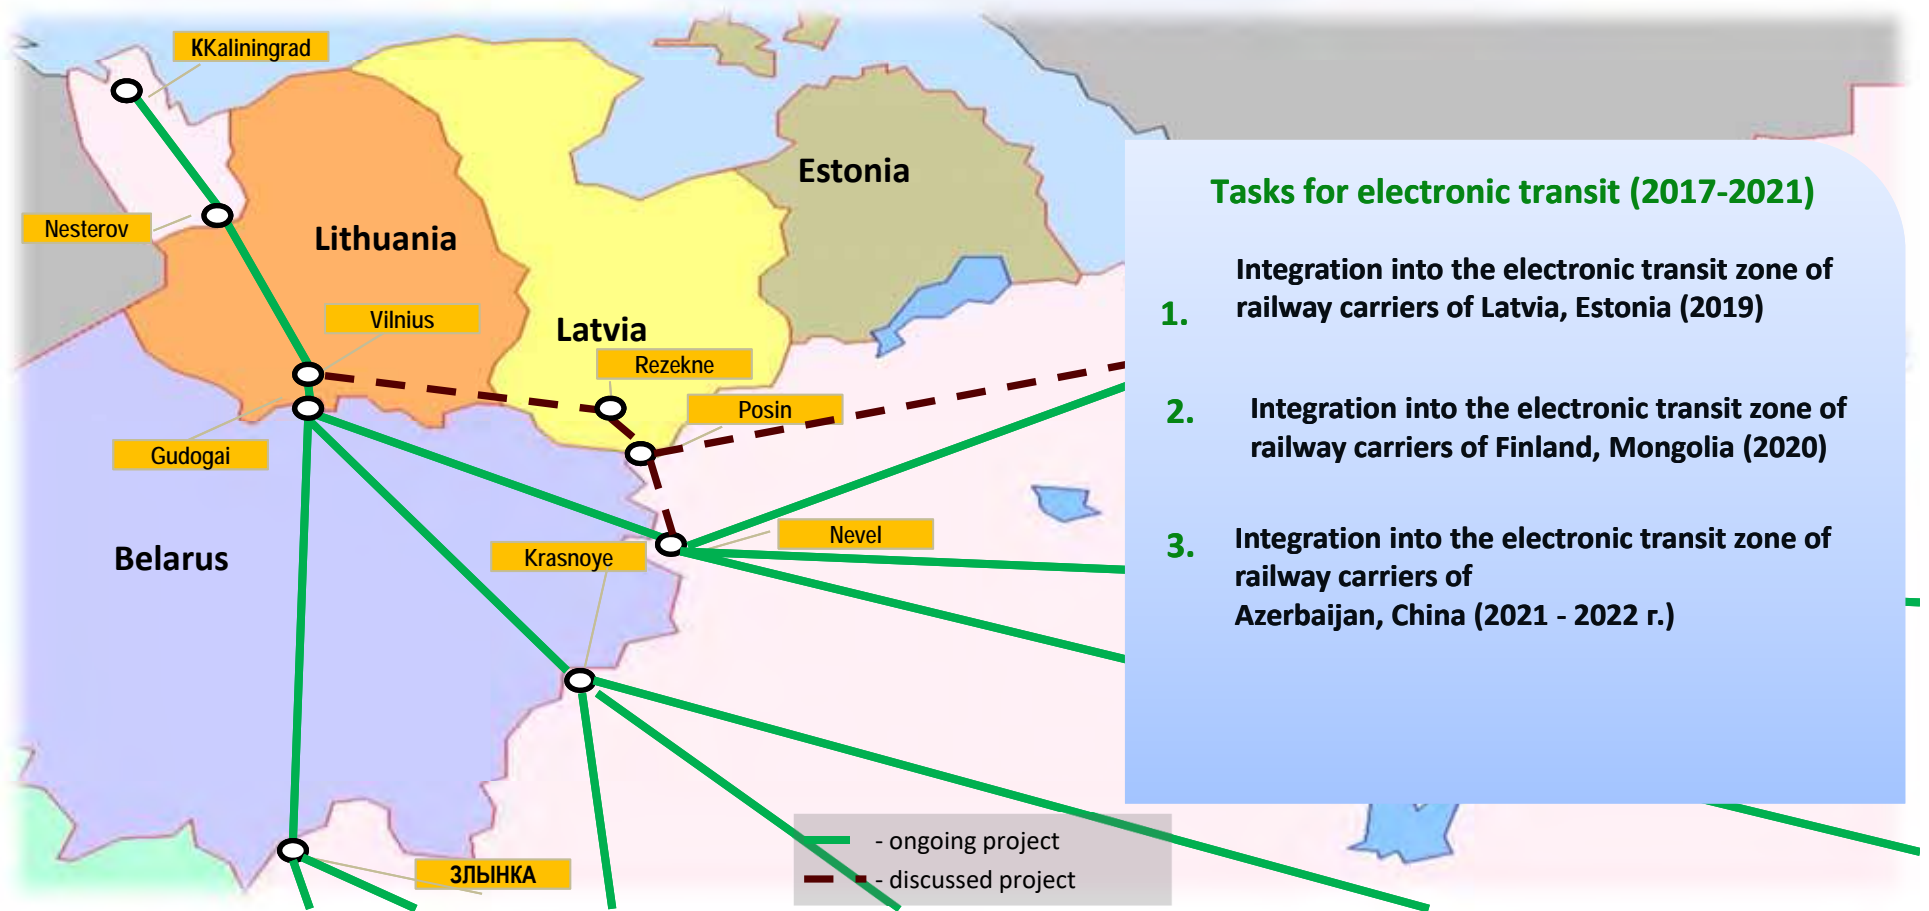 KKaliningrad
Nesterov
Lithuania
Estonia
Vilnius
Latvia
Rezekne
Posin
Gudogai
Belarus
Krasnoye
Nevel
ЗЛЫНКА
- ongoing project
- discussed project
Tasks for electronic transit (2017-2021)
1.
Integration into the electronic transit zone of
railway carriers of Latvia, Estonia (2019)
2.
Integration into the electronic transit zone of
railway carriers of Finland, Mongolia (2020)
3.
Integration into the electronic transit zone of
railway carriers of
Azerbaijan, China (2021 - 2022 г.)